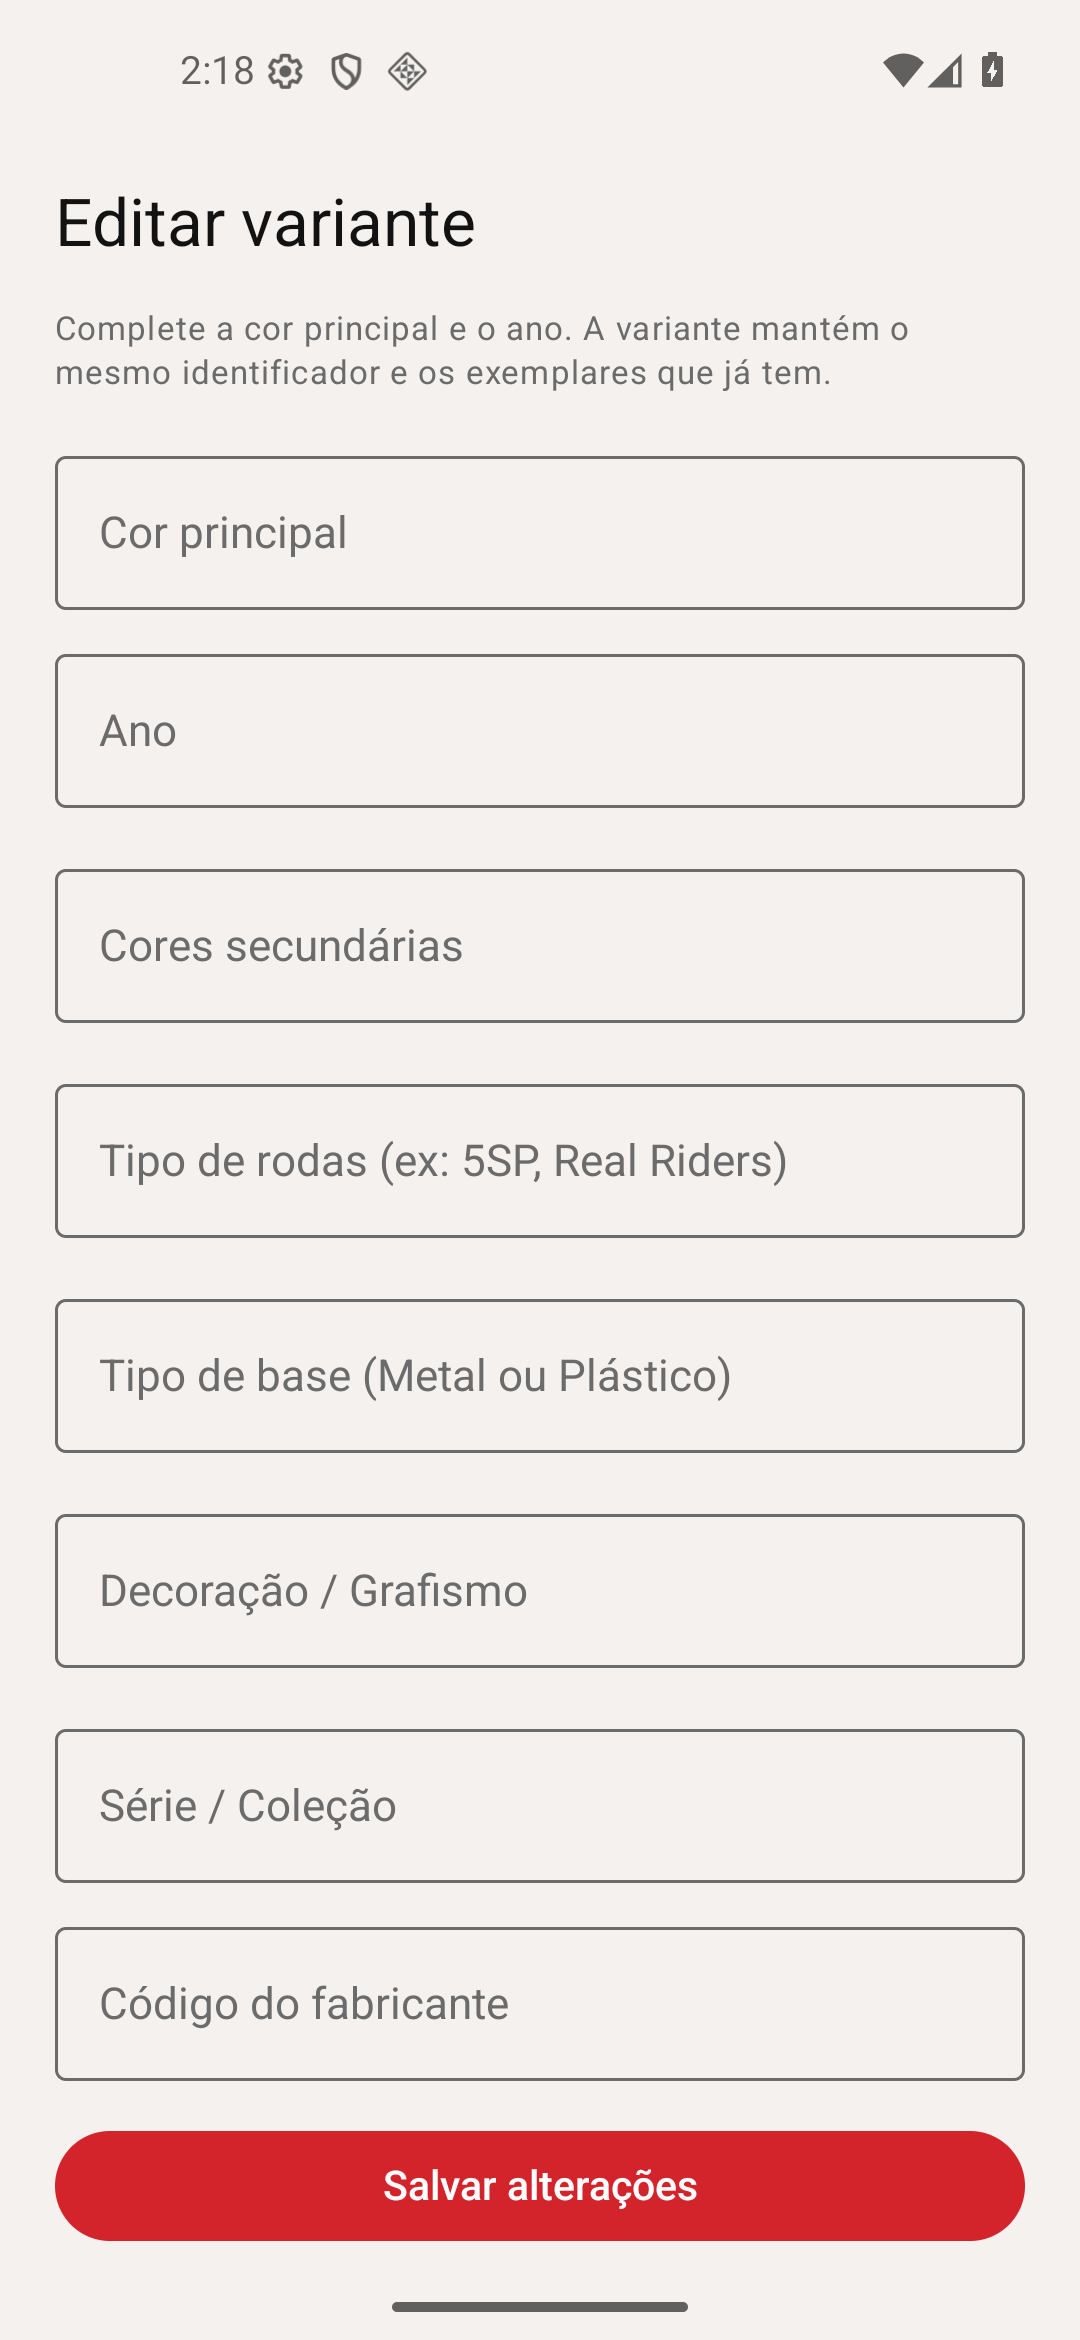 2:18
Editar variante
Complete a cor principal e o ano. A variante mantém o
mesmo identificador e os exemplares que já tem.
Cor principal
Ano
Cores secundárias
Tipo de rodas (ex: 5SP, Real Riders)
Tipo de base (Metal ou Plástico)
Decoração / Grafismo
Série / Coleção
Código do fabricante
Salvar alterações